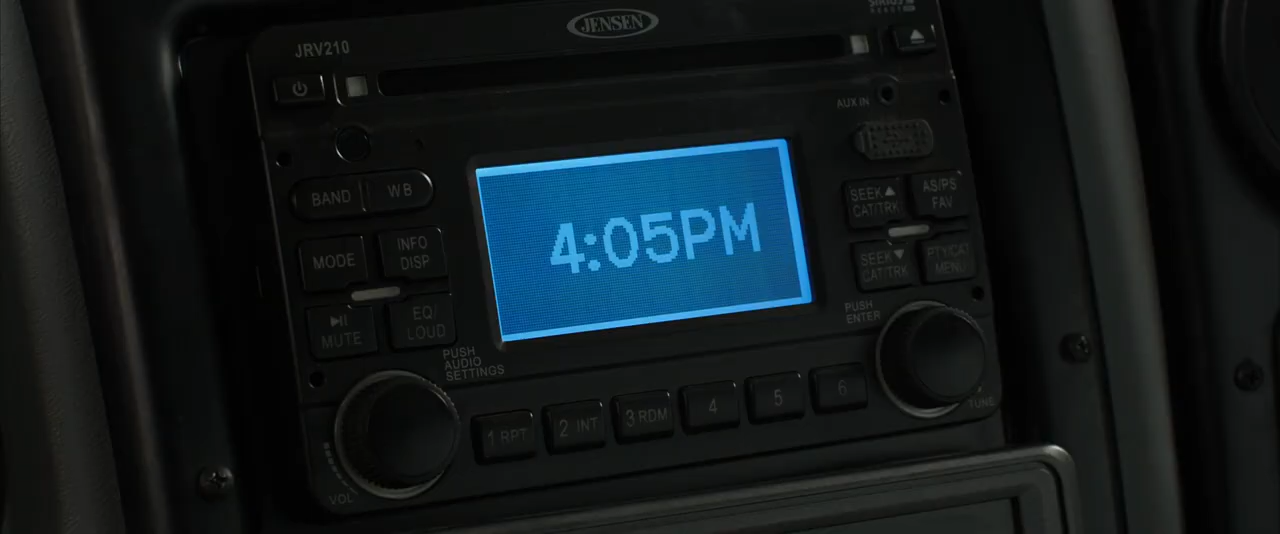 JENSEN
SIRIUS
READY
JRV210
AUX IN
BAND
WB
SEEK
CAT/TRK
AS/PS
FAV
MODE
INFO
DISP
4:05PM
SEEK
CAT/TRK
PTY/CAT
MENU
MUTE
EQ/
LOUD
PUSH
ENTER
PUSH
AUDIO
SETTINGS
1 RPT
2 INT
3 RDM
4
5
6
VOL
TUNE